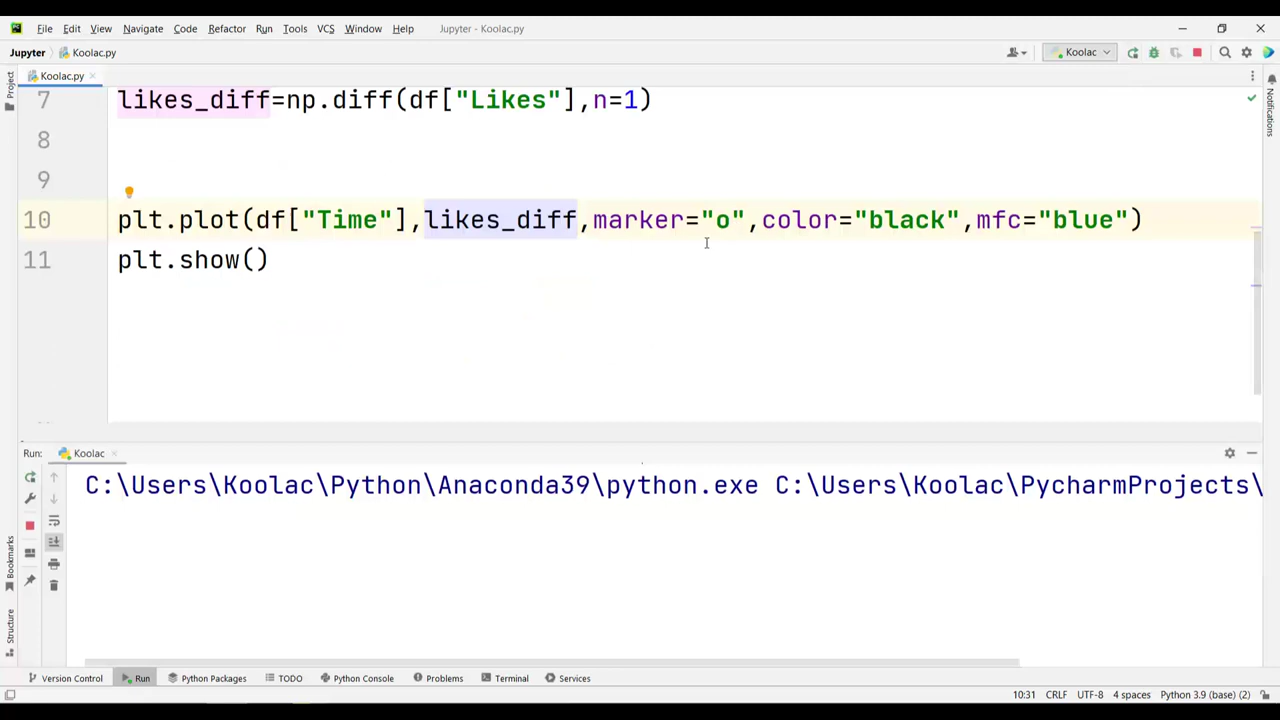 File Edit View Navigate Code Refactor Run Tools VCS Window Help Jupyter - Koolac.py
Jupyter Koolac.py Koolac
Project Koolac.py
Notifications
7 likes_diff=np.diff(df["Likes"],n=1)
8
9
10 plt.plot(df["Time"],likes_diff,marker="o",color="black",mfc="blue")
11 plt.show()
Run: Koolac
C:\Users\Koolac\Python\Anaconda39\python.exe C:\Users\Koolac\PycharmProjects\
Bookmarks
Structure
Version Control Run Python Packages TODO Python Console Problems Terminal Services
10:31 CRLF UTF-8 4 spaces Python 3.9 (base) (2)